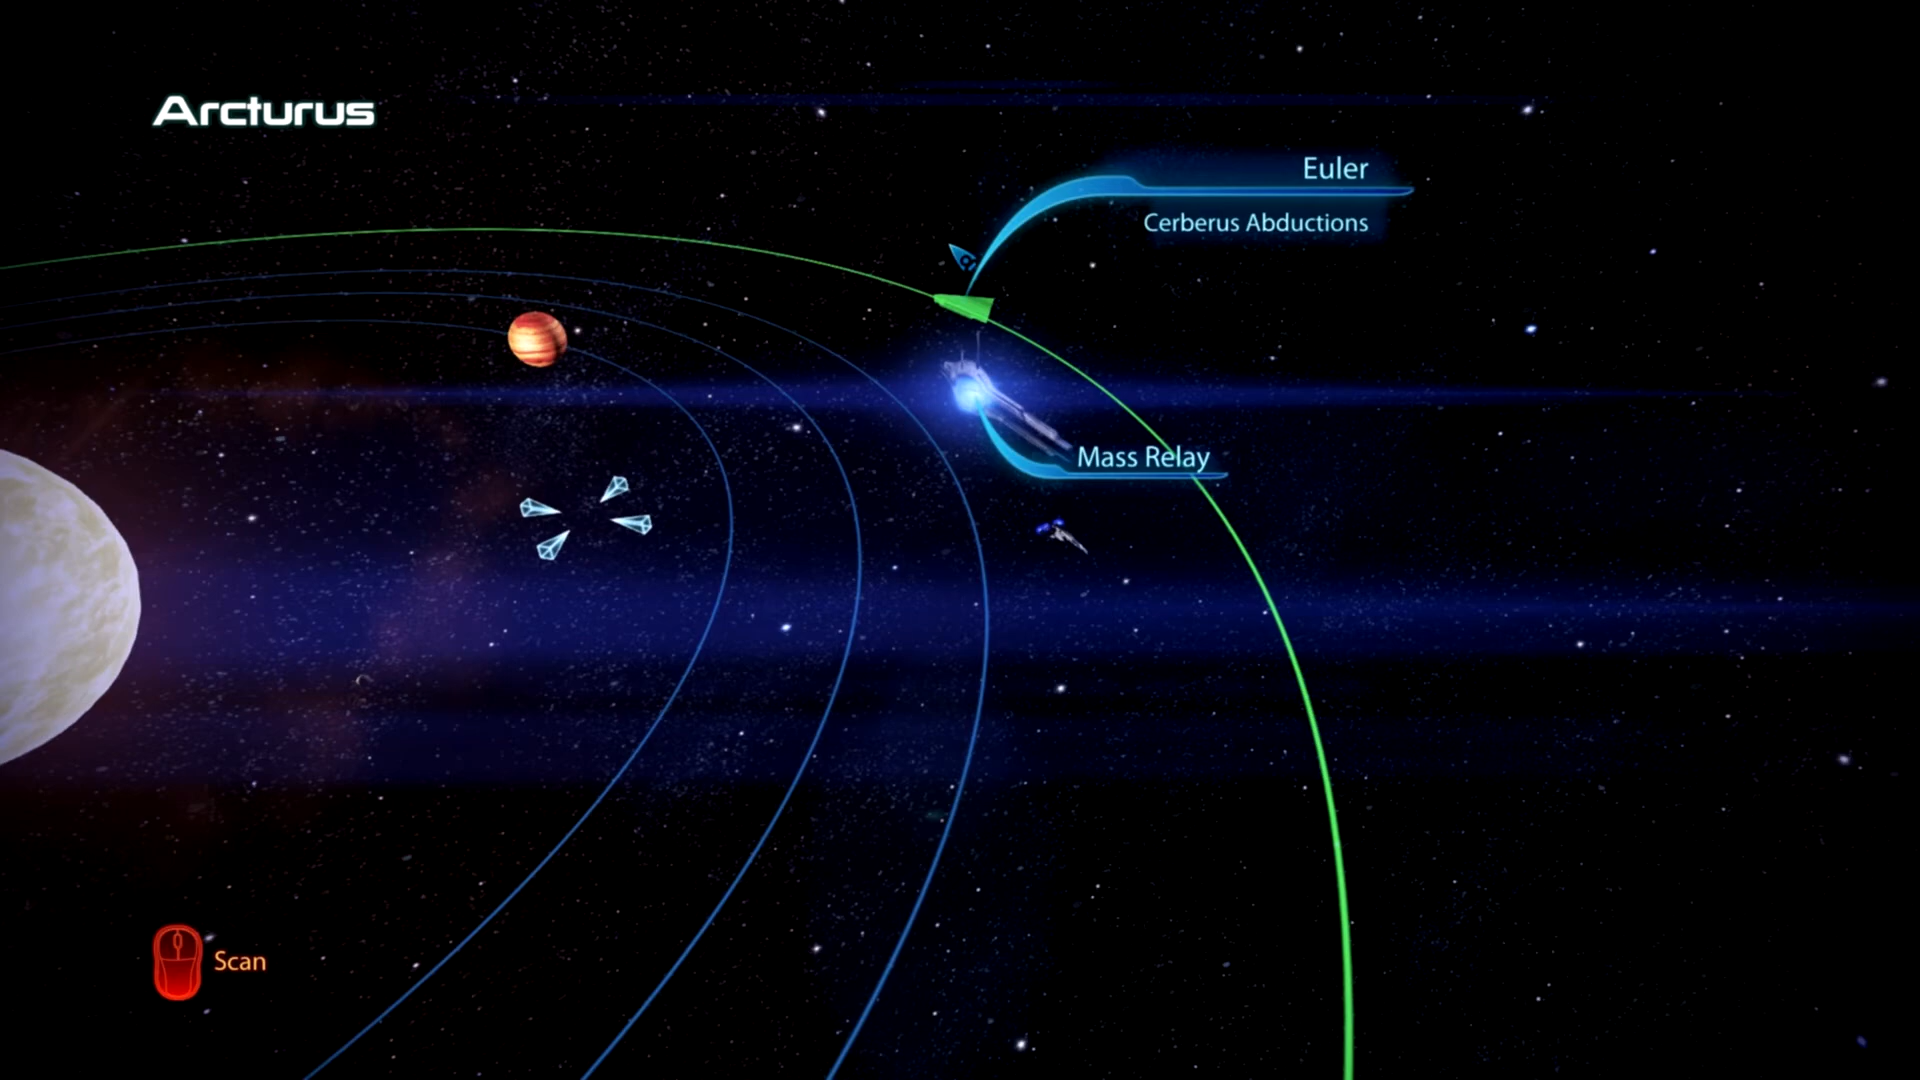 Arcturus
Euler
Cerberus Abductions
Mass Relay
Scan